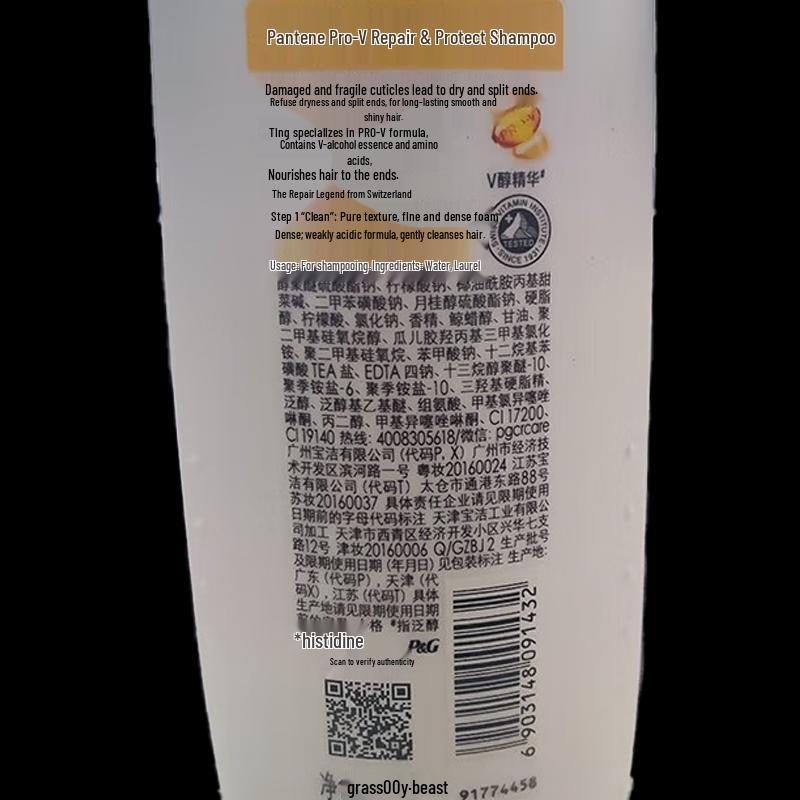 Pantene Pro-V Repair & Protect Shampoo
Damaged and fragile cuticles lead to dry and split ends.
Refuse dryness and split ends, for long-lasting smooth and
shiny hair.
Ting specializes in PRO-V formula,
Contains V-alcohol essence and amino
acids,
Nourishes hair to the ends.
The Repair Legend from Switzerland
PRO-V
V醇精华*
Step 1 “Clean”: Pure texture, fine and dense foam
Dense; weakly acidic formula, gently cleanses hair.
SWISS VITAMIN INSTITUTE
TESTED
SINCE 1931
Usage: For shampooing. Ingredients: Water, Laurel
醇聚醚硫酸酯钠、柠檬酸钠、椰油酰胺丙基甜
菜碱、二甲苯磺酸钠、月桂醇硫酸酯钠、硬脂
醇、柠檬酸、氯化钠、香精、鲸蜡醇、甘油、聚
二甲基硅氧烷醇、瓜儿胶羟丙基三甲基氯化
铵、聚二甲基硅氧烷、苯甲酸钠、十二烷基苯
磺酸 TEA 盐、EDTA 四钠、十三烷醇聚醚-10、
聚季铵盐-6、聚季铵盐-10、三羟基硬脂精、
泛醇、泛醇基乙基醚、组氨酸、甲基氯异噻唑
啉酮、丙二醇、甲基异噻唑啉酮、CI 17200、
CI 19140 热线: 4008305618/微信: pgcrcare
广州宝洁有限公司 (代码P, X) 广州市经济技
术开发区滨河路一号 粤妆20160024 江苏宝
洁有限公司 (代码T) 太仓市通港东路88号
苏妆20160037 具体责任企业请见限期使用
日期前的字母代码标注 天津宝洁工业有限公
司加工 天津市西青区经济开发小区兴华七支
路12号 津妆20160006 Q/GZBJ 2 生产批号
及限期使用日期 (年月日) 见包装标注 生产地:
广东 (代码P) , 天津 (代
码X) , 江苏 (代码T) 具体
生产地请见限期使用日期
格 *指泛醇
*histidine
P&G
Scan to verify authenticity
6 903148 091432
净
grass00y·beast
91774458